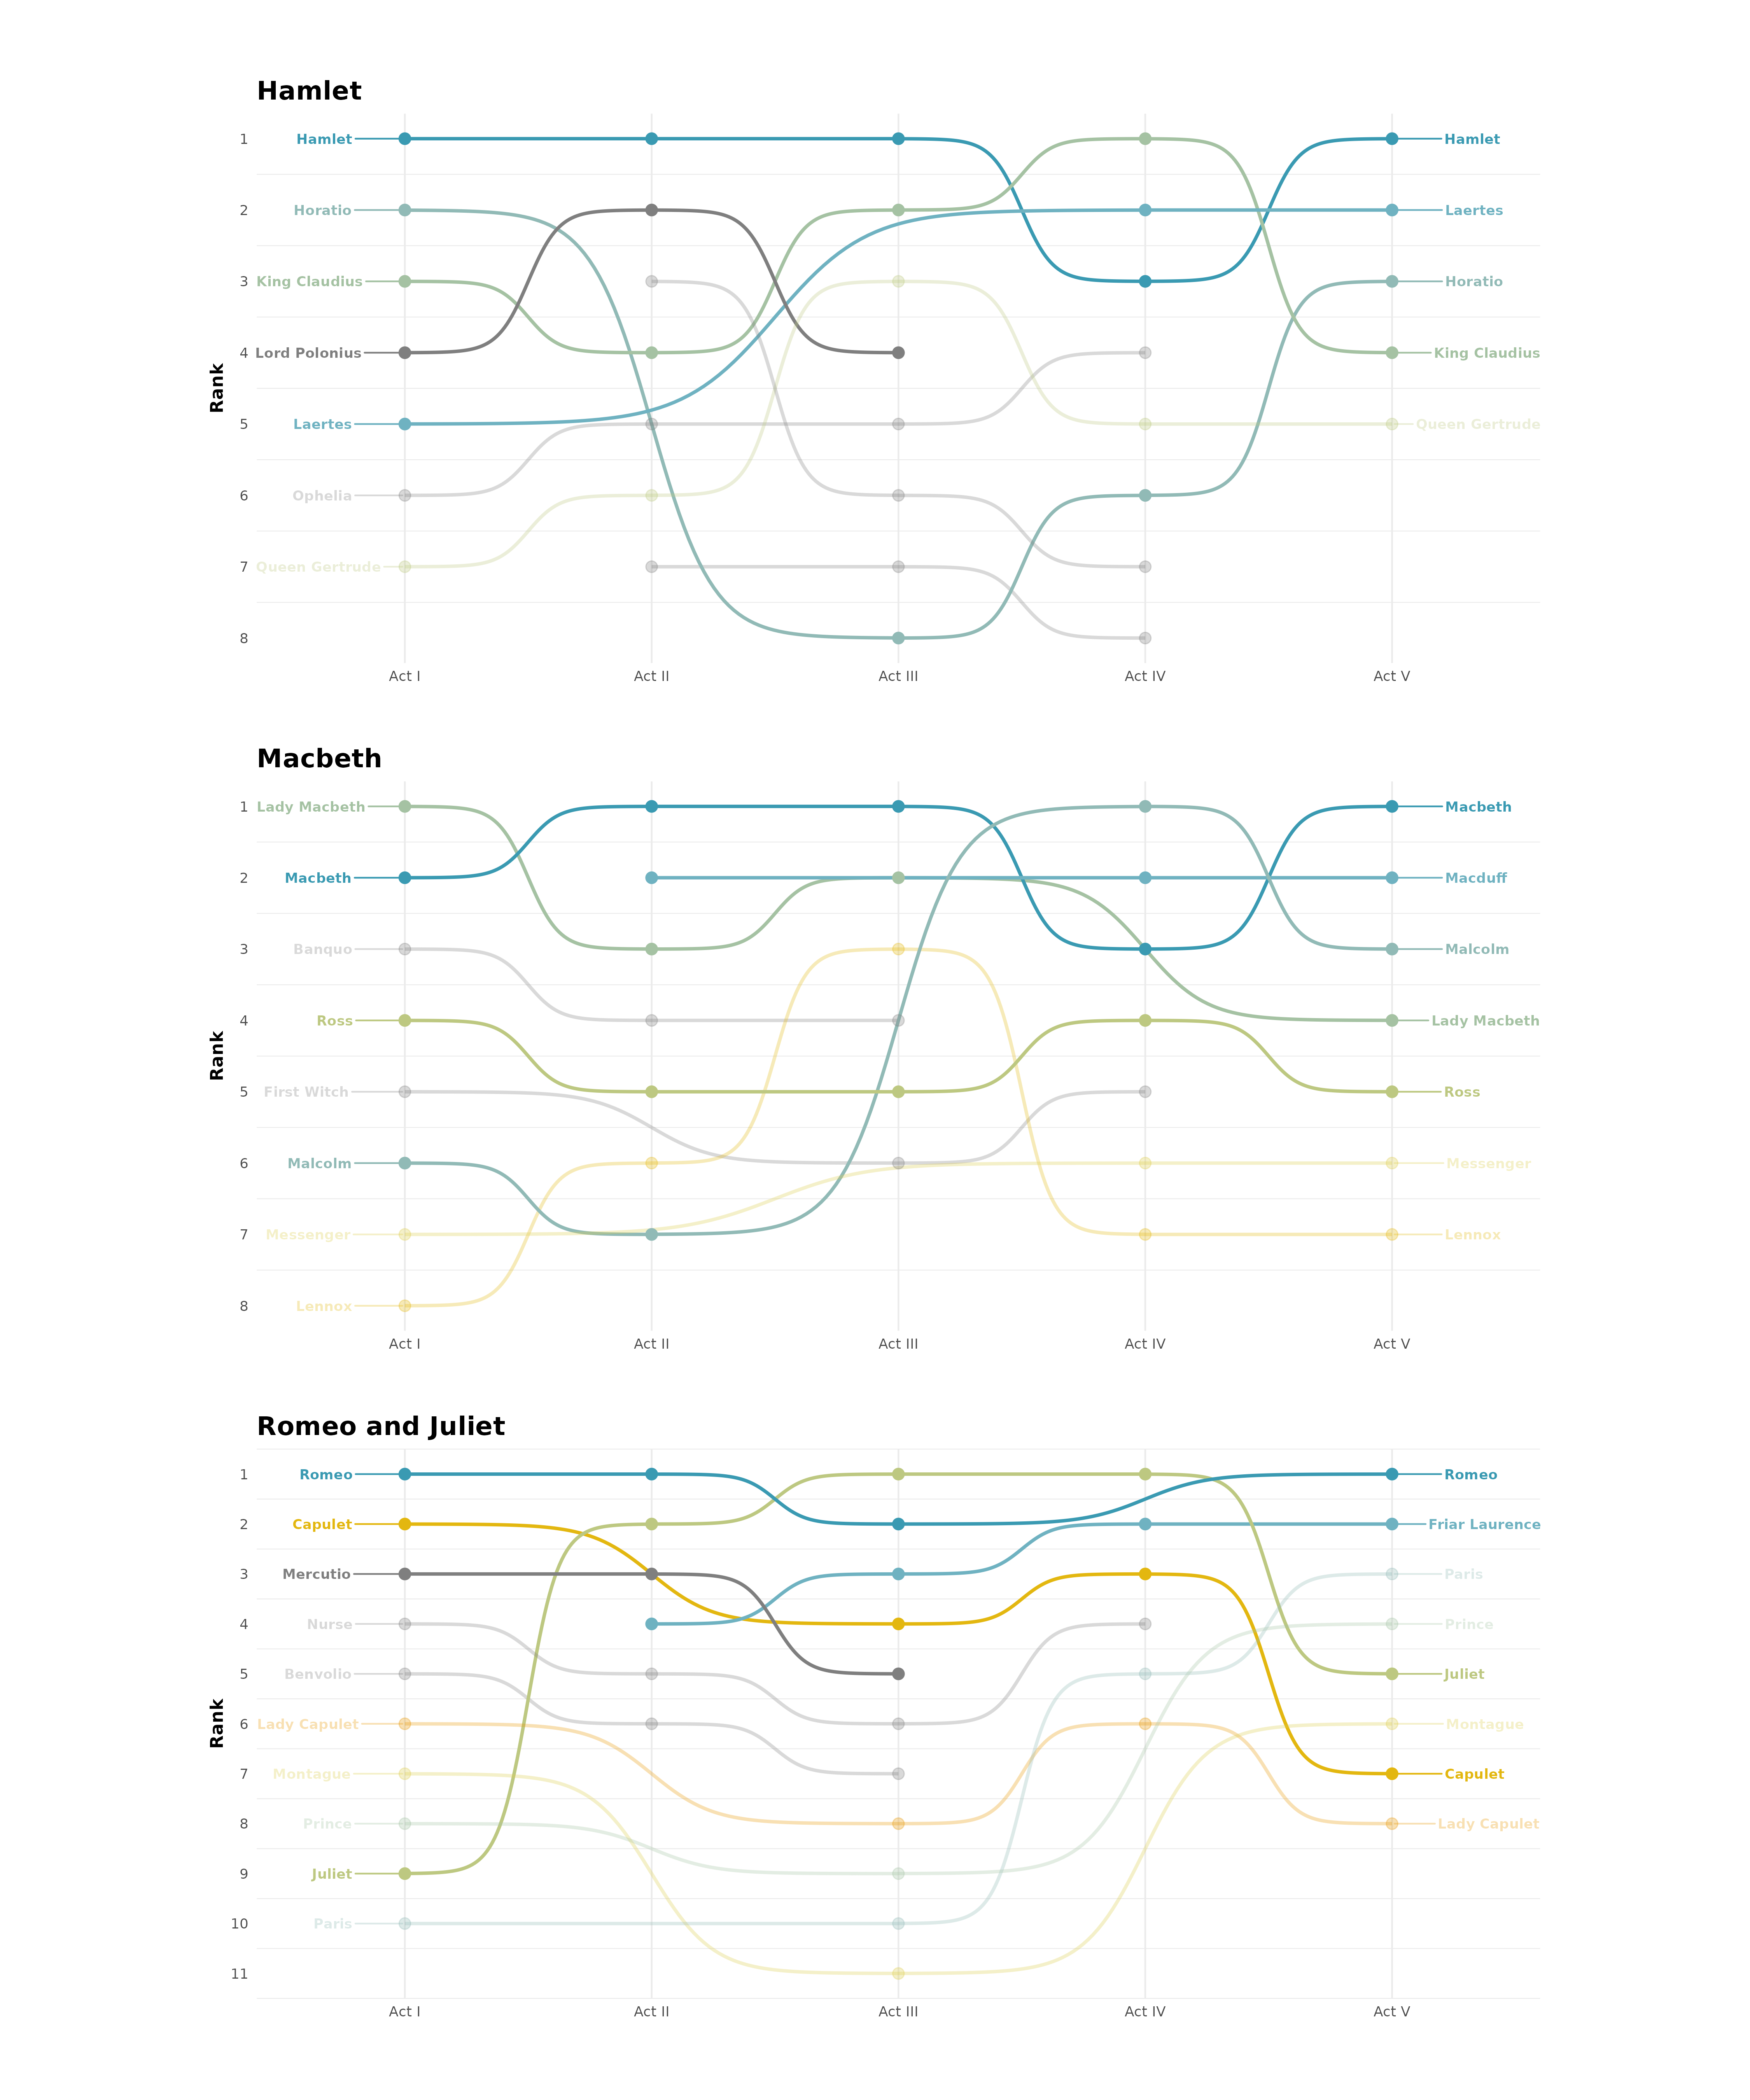 Hamlet
1 Hamlet Hamlet
2 Horatio Laertes
3 King Claudius Horatio
4 Lord Polonius King Claudius
Rank
5 Laertes Queen Gertrude
6 Ophelia
7 Queen Gertrude
8
Act I Act II Act III Act IV Act V
Macbeth
1 Lady Macbeth Macbeth
2 Macbeth Macduff
3 Banquo Malcolm
4 Ross Lady Macbeth
Rank
5 First Witch Ross
6 Malcolm Messenger
7 Messenger Lennox
8 Lennox
Act I Act II Act III Act IV Act V
Romeo and Juliet
1 Romeo Romeo
2 Capulet Friar Laurence
3 Mercutio Paris
4 Nurse Prince
5 Benvolio Juliet
Rank
6 Lady Capulet Montague
7 Montague Capulet
8 Prince Lady Capulet
9 Juliet
10 Paris
11
Act I Act II Act III Act IV Act V